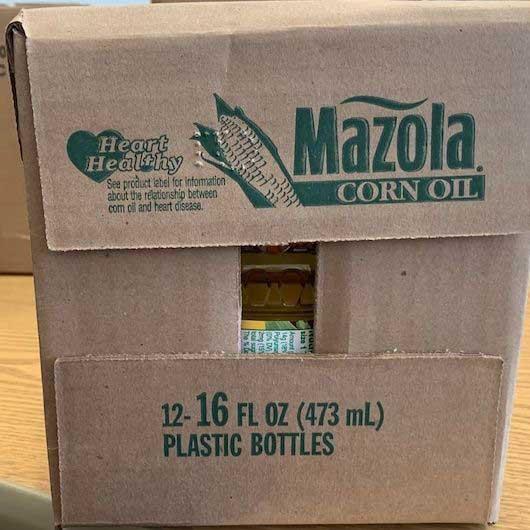 Heart
Healthy
See product label for information
about the relationship between
corn oil and heart disease.
Mazola®
CORN OIL
12-16 FL OZ (473 mL)
PLASTIC BOTTLES